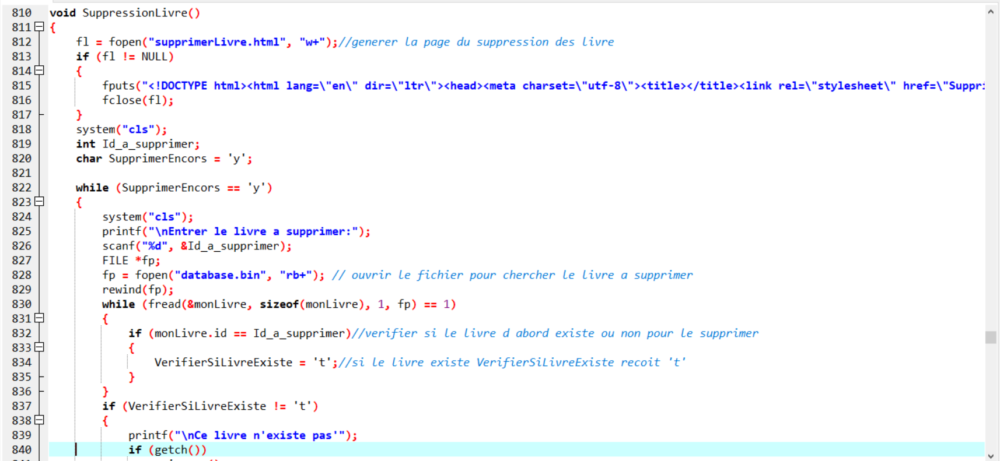 810 void SuppressionLivre()
811 {
812 fl = fopen("supprimerLivre.html", "w+");//generer la page du suppression des livre
813 if (fl != NULL)
814 {
815 fputs("<!DOCTYPE html><html lang=\"en\" dir=\"ltr\"><head><meta charset=\"utf-8\"><title></title><link rel=\"stylesheet\" href=\"Suppri
816 fclose(fl);
817 }
818 system("cls");
819 int Id_a_supprimer;
820 char SupprimerEncors = 'y';
821
822 while (SupprimerEncors == 'y')
823 {
824 system("cls");
825 printf("\nEntrer le livre a supprimer:");
826 scanf("%d", &Id_a_supprimer);
827 FILE *fp;
828 fp = fopen("database.bin", "rb+"); // ouvrir le fichier pour chercher le livre a supprimer
829 rewind(fp);
830 while (fread(&monLivre, sizeof(monLivre), 1, fp) == 1)
831 {
832 if (monLivre.id == Id_a_supprimer)//verifier si le livre d abord existe ou non pour le supprimer
833 {
834 VerifierSiLivreExiste = 't';//si le livre existe VerifierSiLivreExiste recoit 't'
835 }
836 }
837 if (VerifierSiLivreExiste != 't')
838 {
839 printf("\nCe livre n'existe pas'");
840 if (getch())